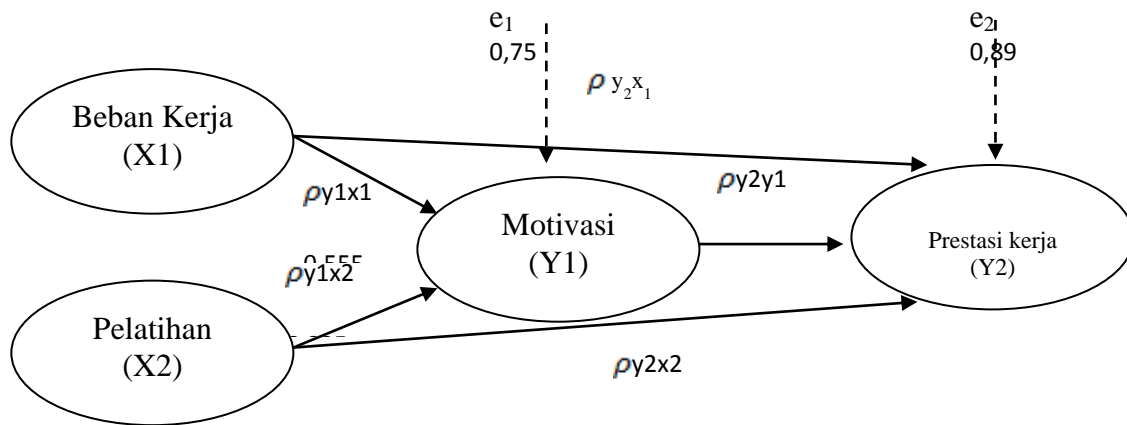 e₁
0,75
e₂
0,89
ρ y₂x₁
Beban Kerja
(X1)
ρy1x1
ρy2y1
Motivasi
(Y1)
Prestasi kerja
(Y2)
ρy1x2
Pelatihan
(X2)
ρy2x2